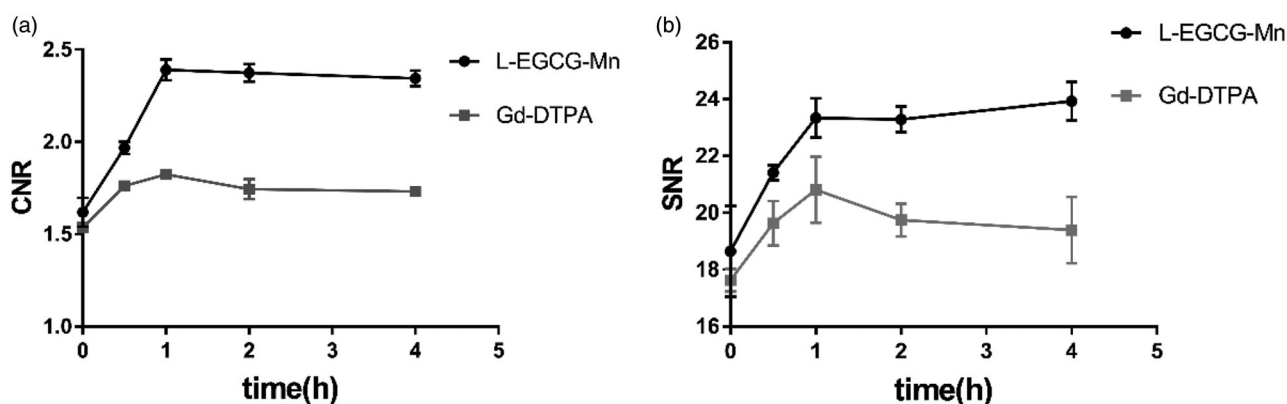 (a)
2.5
2.0
1.5
1.0
CNR
0
1
2
3
4
5
time(h)
L-EGCG-Mn
Gd-DTPA
(b)
26
24
22
20
18
16
SNR
0
1
2
3
4
5
time(h)
L-EGCG-Mn
Gd-DTPA